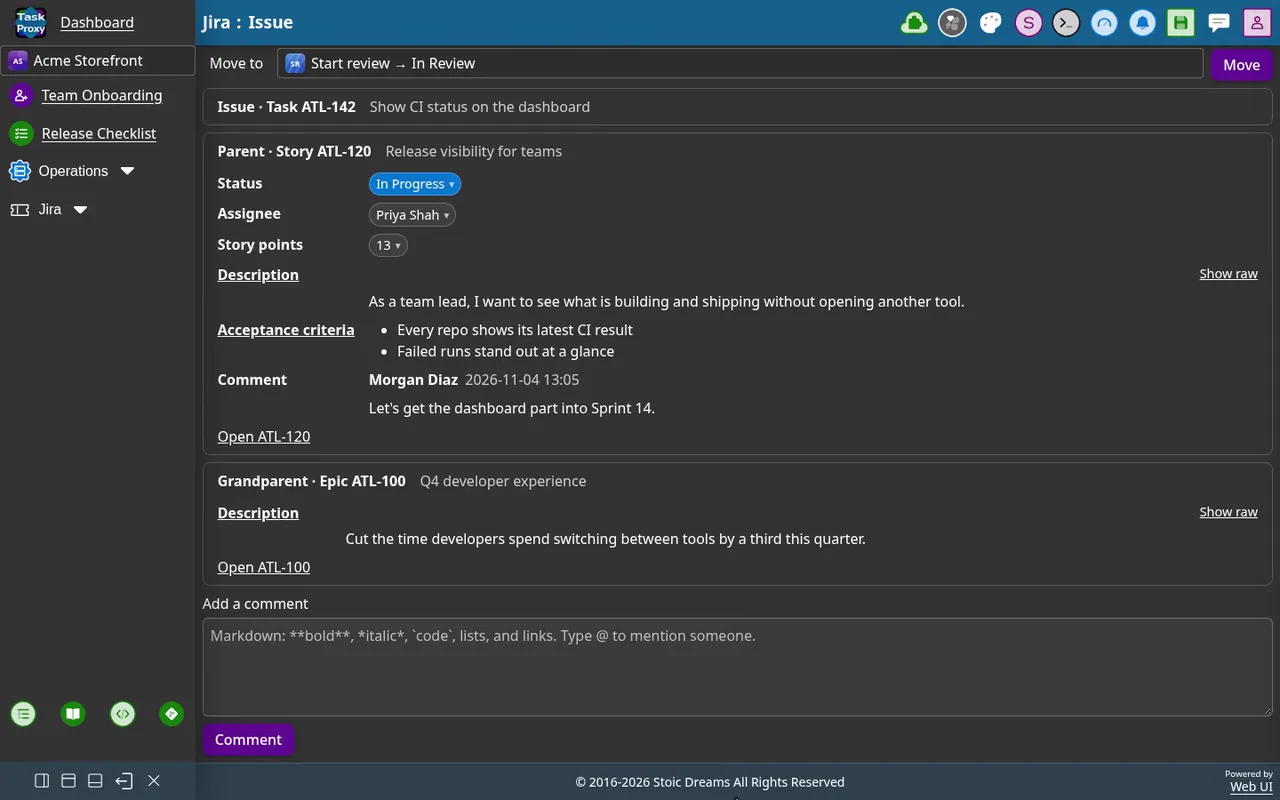 Task Proxy
Dashboard
Jira : Issue
S
AS
Acme Storefront
Team Onboarding
Release Checklist
Operations
Jira
Move to
SR
Start review → In Review
Move
Issue · Task ATL-142 Show CI status on the dashboard
Parent · Story ATL-120 Release visibility for teams
Status In Progress ▾
Assignee Priya Shah ▾
Story points 13 ▾
Description Show raw
As a team lead, I want to see what is building and shipping without opening another tool.
Acceptance criteria • Every repo shows its latest CI result
• Failed runs stand out at a glance
Comment Morgan Diaz 2026-11-04 13:05
Let's get the dashboard part into Sprint 14.
Open ATL-120
Grandparent · Epic ATL-100 Q4 developer experience
Description Show raw
Cut the time developers spend switching between tools by a third this quarter.
Open ATL-100
Add a comment
Markdown: **bold**, *italic*, `code`, lists, and links. Type @ to mention someone.
Comment
© 2016-2026 Stoic Dreams All Rights Reserved
Powered by
Web UI